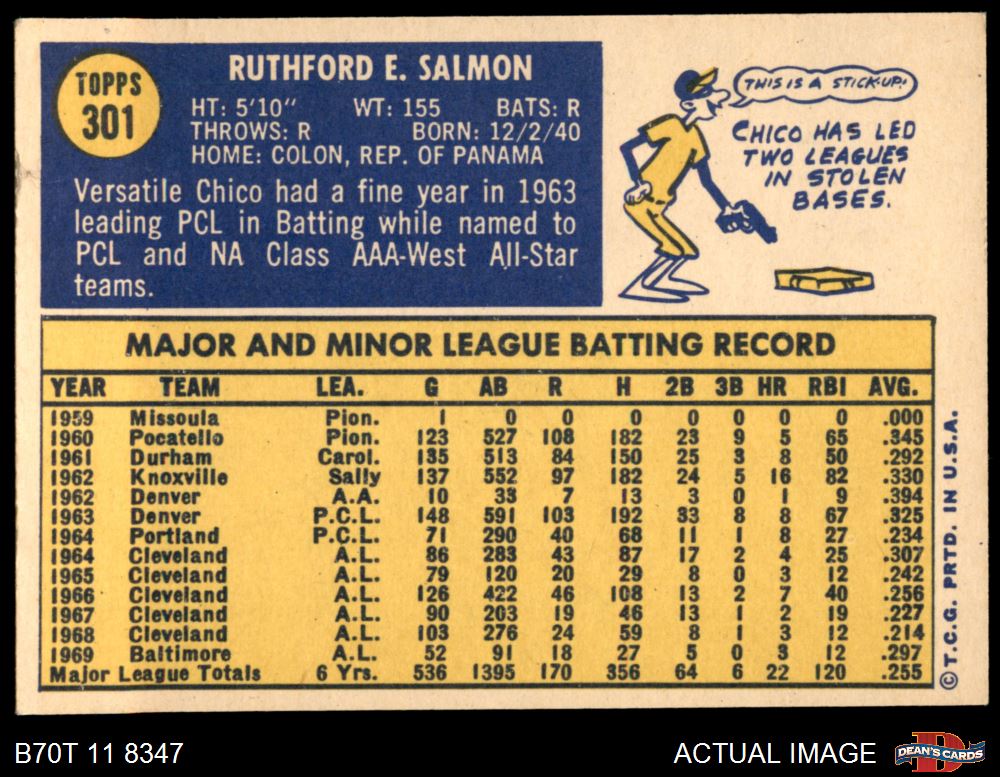 TOPPS
301
RUTHFORD E. SALMON
HT: 5'10" WT: 155 BATS: R
THROWS: R BORN: 12/2/40
HOME: COLON, REP. OF PANAMA
Versatile Chico had a fine year in 1963
leading PCL in Batting while named to
PCL and NA Class AAA-West All-Star
teams.
THIS IS A STICK-UP!
CHICO HAS LED
TWO LEAGUES
IN STOLEN
BASES.
MAJOR AND MINOR LEAGUE BATTING RECORD
YEAR TEAM LEA. G AB R H 2B 3B HR RBI AVG.
1959 Missoula Pion. 1 0 0 0 0 0 0 0 .000
1960 Pocatello Pion. 123 527 108 182 23 9 5 65 .345
1961 Durham Carol. 135 513 84 150 25 3 8 50 .292
1962 Knoxville Sally 137 552 97 182 24 5 16 82 .330
1962 Denver A.A. 10 33 7 13 3 0 1 9 .394
1963 Denver P.C.L. 148 591 103 192 33 8 8 67 .325
1964 Portland P.C.L. 71 290 40 68 11 1 8 27 .234
1964 Cleveland A.L. 86 283 43 87 17 2 4 25 .307
1965 Cleveland A.L. 79 120 20 29 8 0 3 12 .242
1966 Cleveland A.L. 126 422 46 108 13 2 7 40 .256
1967 Cleveland A.L. 90 203 19 46 13 1 2 19 .227
1968 Cleveland A.L. 103 276 24 59 8 1 3 12 .214
1969 Baltimore A.L. 52 91 18 27 5 0 3 12 .297
Major League Totals 6 Yrs. 536 1395 170 356 64 6 22 120 .255
©T.C.G. PRTD. IN U.S.A.
B70T 11 8347
ACTUAL IMAGE
D
DEAN'S CARDS